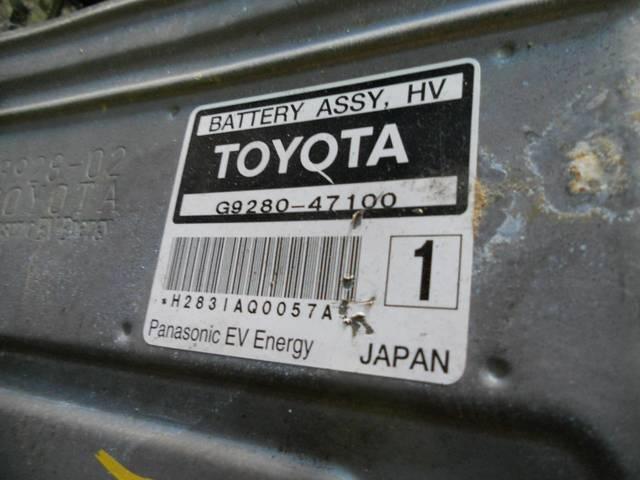 BATTERY ASSY, HV
TOYOTA
G9280-47100
1
*H2831AQ0057A*
Panasonic EV Energy
JAPAN
TOYOTA